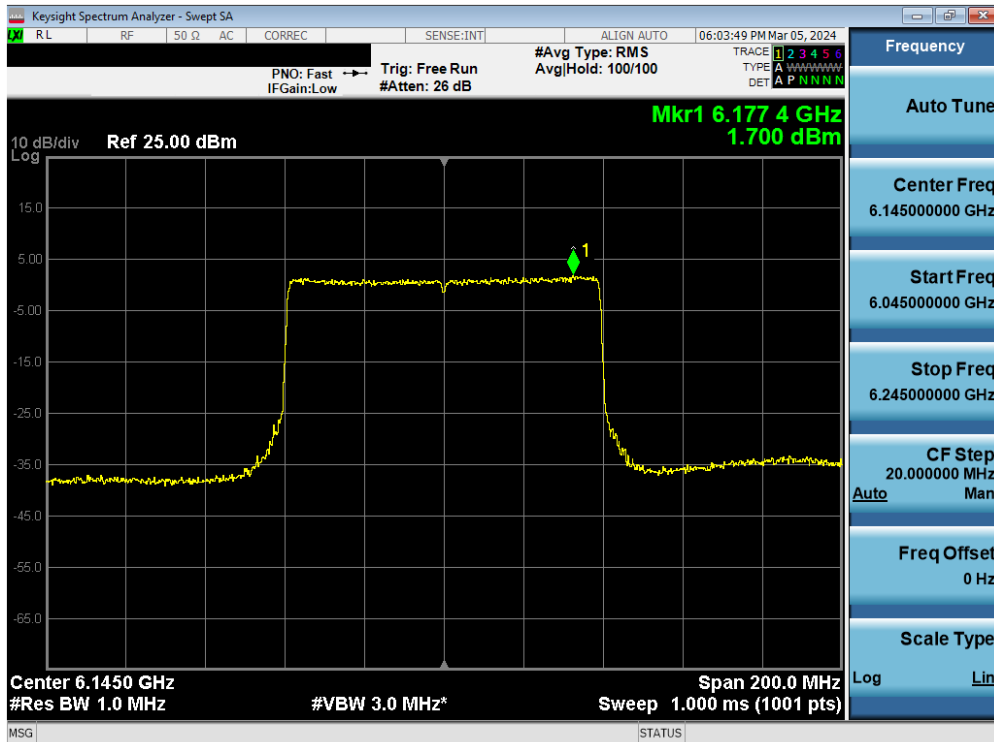 Keysight Spectrum Analyzer - Swept SA
LXI RL RF 50 Ω AC CORREC SENSE:INT ALIGN AUTO 06:03:49 PM Mar 05, 2024
Frequency
#Avg Type: RMS TRACE 1 2 3 4 5 6
PNO: Fast Trig: Free Run Avg|Hold: 100/100 TYPE A WWWWW
IFGain:Low #Atten: 26 dB DET A P N N N N
Auto Tune
Mkr1 6.177 4 GHz
1.700 dBm
10 dB/div Ref 25.00 dBm
Log
Center Freq
6.145000000 GHz
15.0
5.00
1
Start Freq
6.045000000 GHz
-5.00
-15.0
Stop Freq
6.245000000 GHz
-25.0
-35.0
CF Step
20.000000 MHz
Auto Man
-45.0
-55.0
Freq Offset
0 Hz
-65.0
Scale Type
Log Lin
Center 6.1450 GHz Span 200.0 MHz
#Res BW 1.0 MHz #VBW 3.0 MHz* Sweep 1.000 ms (1001 pts)
MSG STATUS